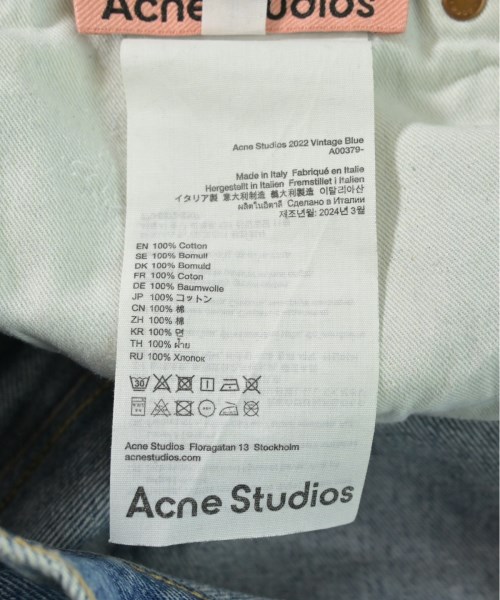 Acne Studios
Acne Studios 2022 Vintage Blue
A00379-
Made in Italy Fabriqué en Italie
Hergestellt in Italien Fremstillet i Italien
イタリア製 意大利制造 義大利製造 이탈리아산
ผลิตในอิตาลี Сделано в Италии
제조년월: 2024년 3월
EN 100% Cotton
SE 100% Bomull
DK 100% Bomuld
FR 100% Coton
DE 100% Baumwolle
JP 100% コットン
CN 100% 棉
ZH 100% 棉
KR 100% 면
TH 100% ฝ้าย
RU 100% Хлопок
30
Acne Studios Floragatan 13 Stockholm
acnestudios.com
Acne Studios